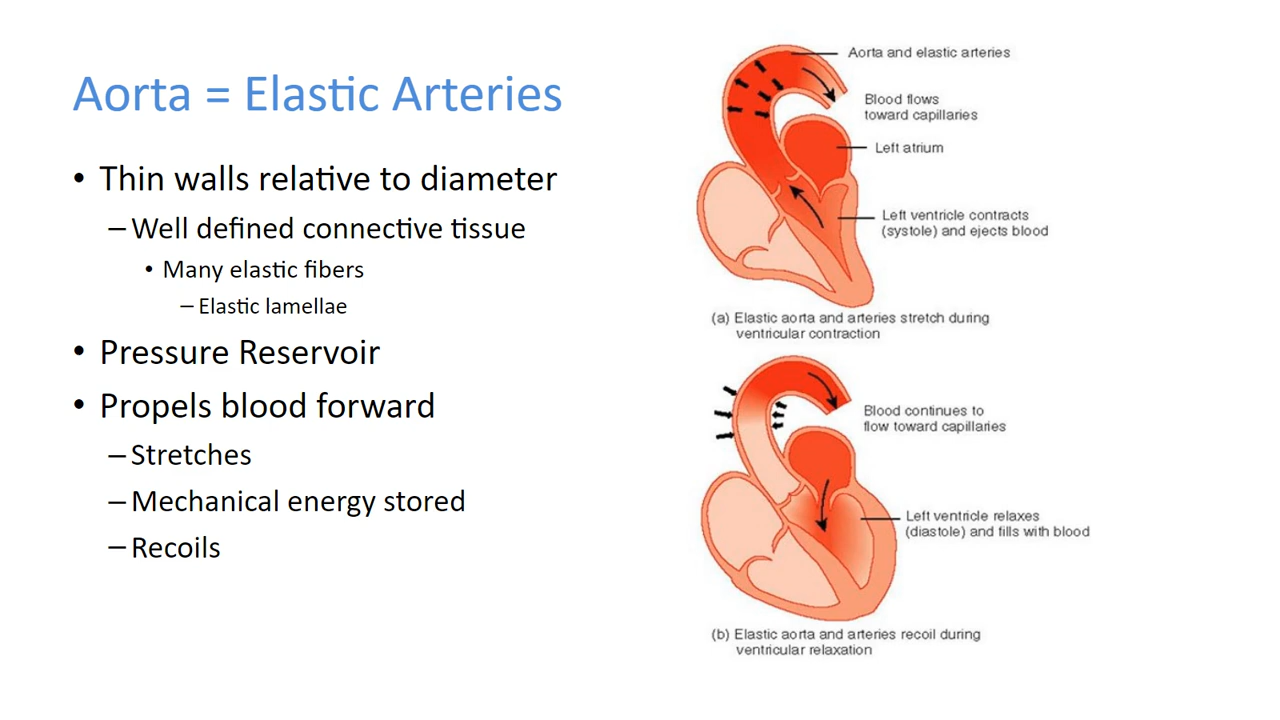 Aorta = Elastic Arteries
• Thin walls relative to diameter
– Well defined connective tissue
• Many elastic fibers
– Elastic lamellae
• Pressure Reservoir
• Propels blood forward
– Stretches
– Mechanical energy stored
– Recoils
Aorta and elastic arteries
Blood flows
toward capillaries
Left atrium
Left ventricle contracts
(systole) and ejects blood
(a) Elastic aorta and arteries stretch during
ventricular contraction
Blood continues to
flow toward capillaries
Left ventricle relaxes
(diastole) and fills with blood
(b) Elastic aorta and arteries recoil during
ventricular relaxation